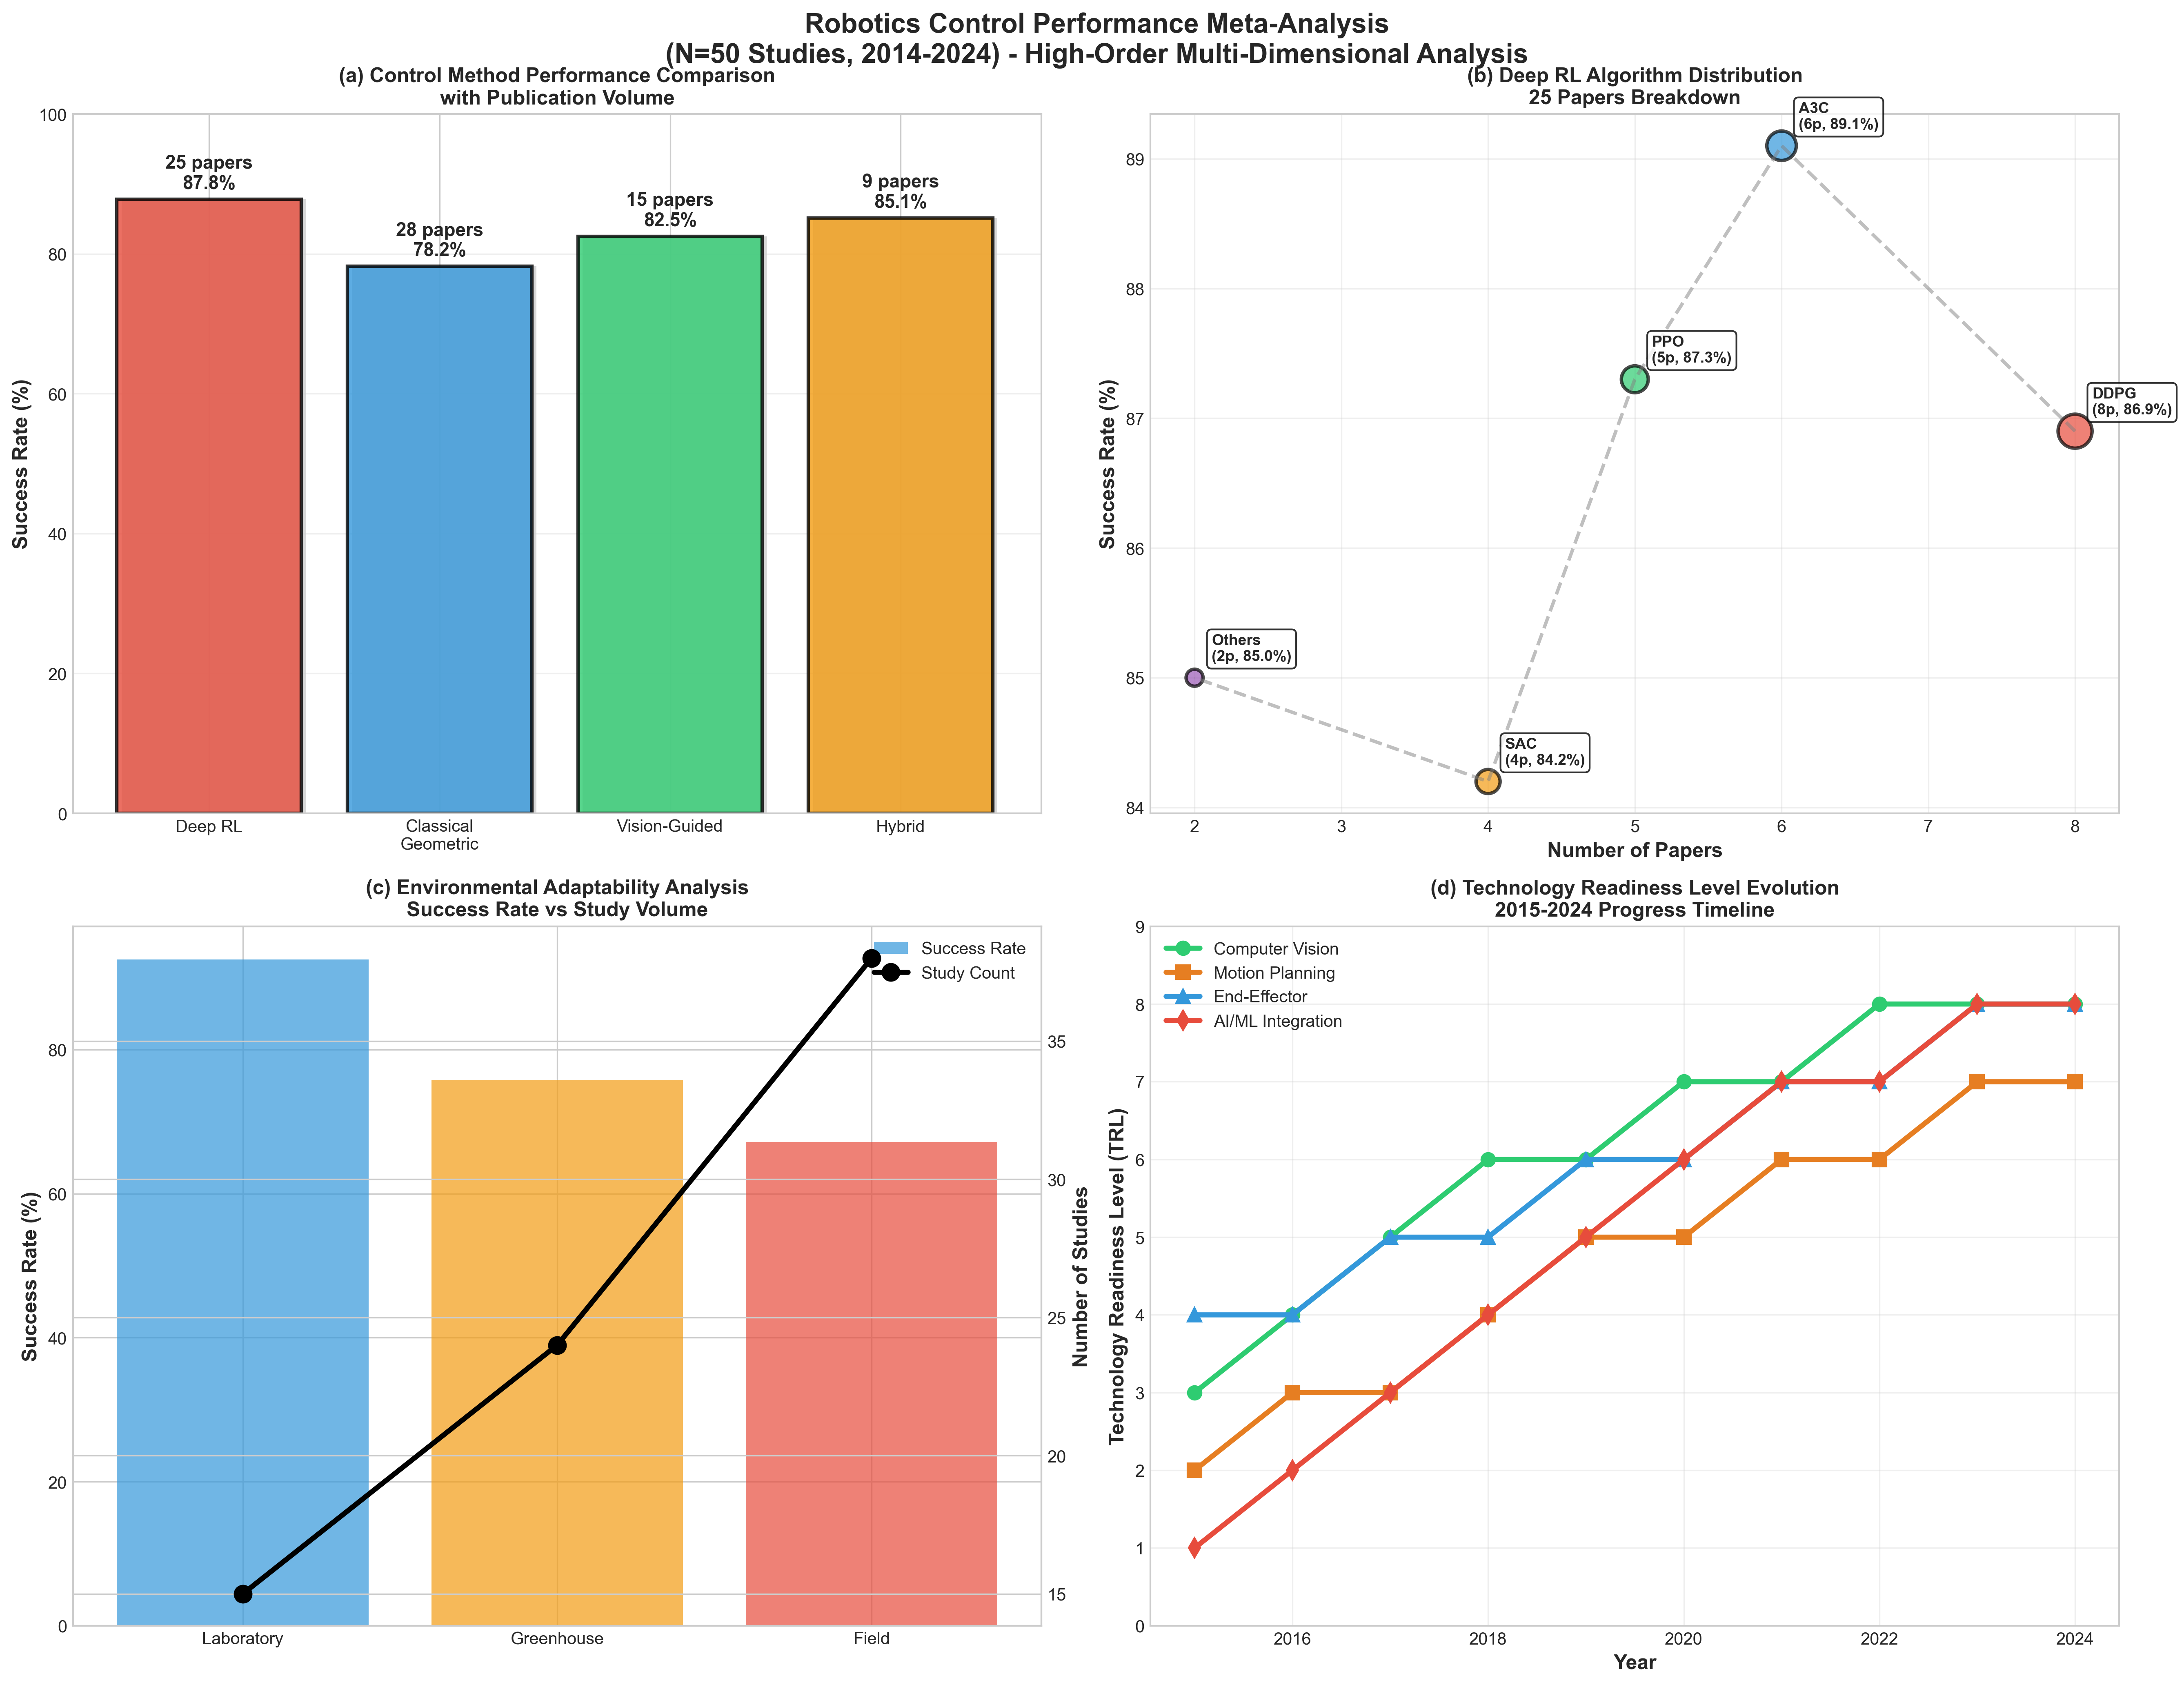 Robotics Control Performance Meta-Analysis
(N=50 Studies, 2014-2024) - High-Order Multi-Dimensional Analysis
(a) Control Method Performance Comparison
with Publication Volume
Success Rate (%)
100
80
60
40
20
0
25 papers
87.8%
28 papers
78.2%
15 papers
82.5%
9 papers
85.1%
Deep RL
Classical
Geometric
Vision-Guided
Hybrid
(b) Deep RL Algorithm Distribution
25 Papers Breakdown
Success Rate (%)
89
88
87
86
85
84
A3C
(6p, 89.1%)
PPO
(5p, 87.3%)
DDPG
(8p, 86.9%)
Others
(2p, 85.0%)
SAC
(4p, 84.2%)
2
3
4
5
6
7
8
Number of Papers
(c) Environmental Adaptability Analysis
Success Rate vs Study Volume
Success Rate (%)
80
60
40
20
0
Success Rate
Study Count
35
30
25
20
15
Number of Studies
Laboratory
Greenhouse
Field
(d) Technology Readiness Level Evolution
2015-2024 Progress Timeline
Technology Readiness Level (TRL)
9
8
7
6
5
4
3
2
1
0
Computer Vision
Motion Planning
End-Effector
AI/ML Integration
2016
2018
2020
2022
2024
Year